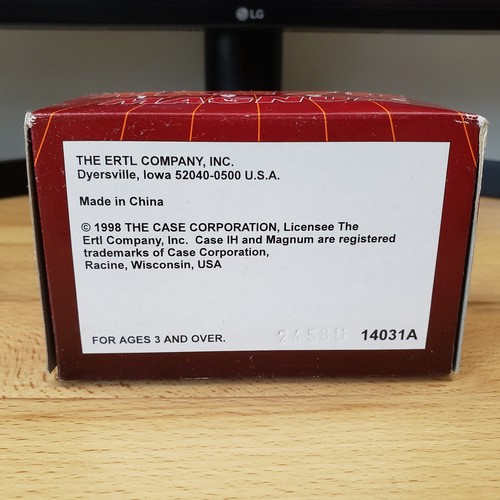 LG
THE ERTL COMPANY, INC.
Dyersville, Iowa 52040-0500 U.S.A.
Made in China
© 1998 THE CASE CORPORATION, Licensee The
Ertl Company, Inc. Case IH and Magnum are registered
trademarks of Case Corporation,
Racine, Wisconsin, USA
FOR AGES 3 AND OVER.
14031A